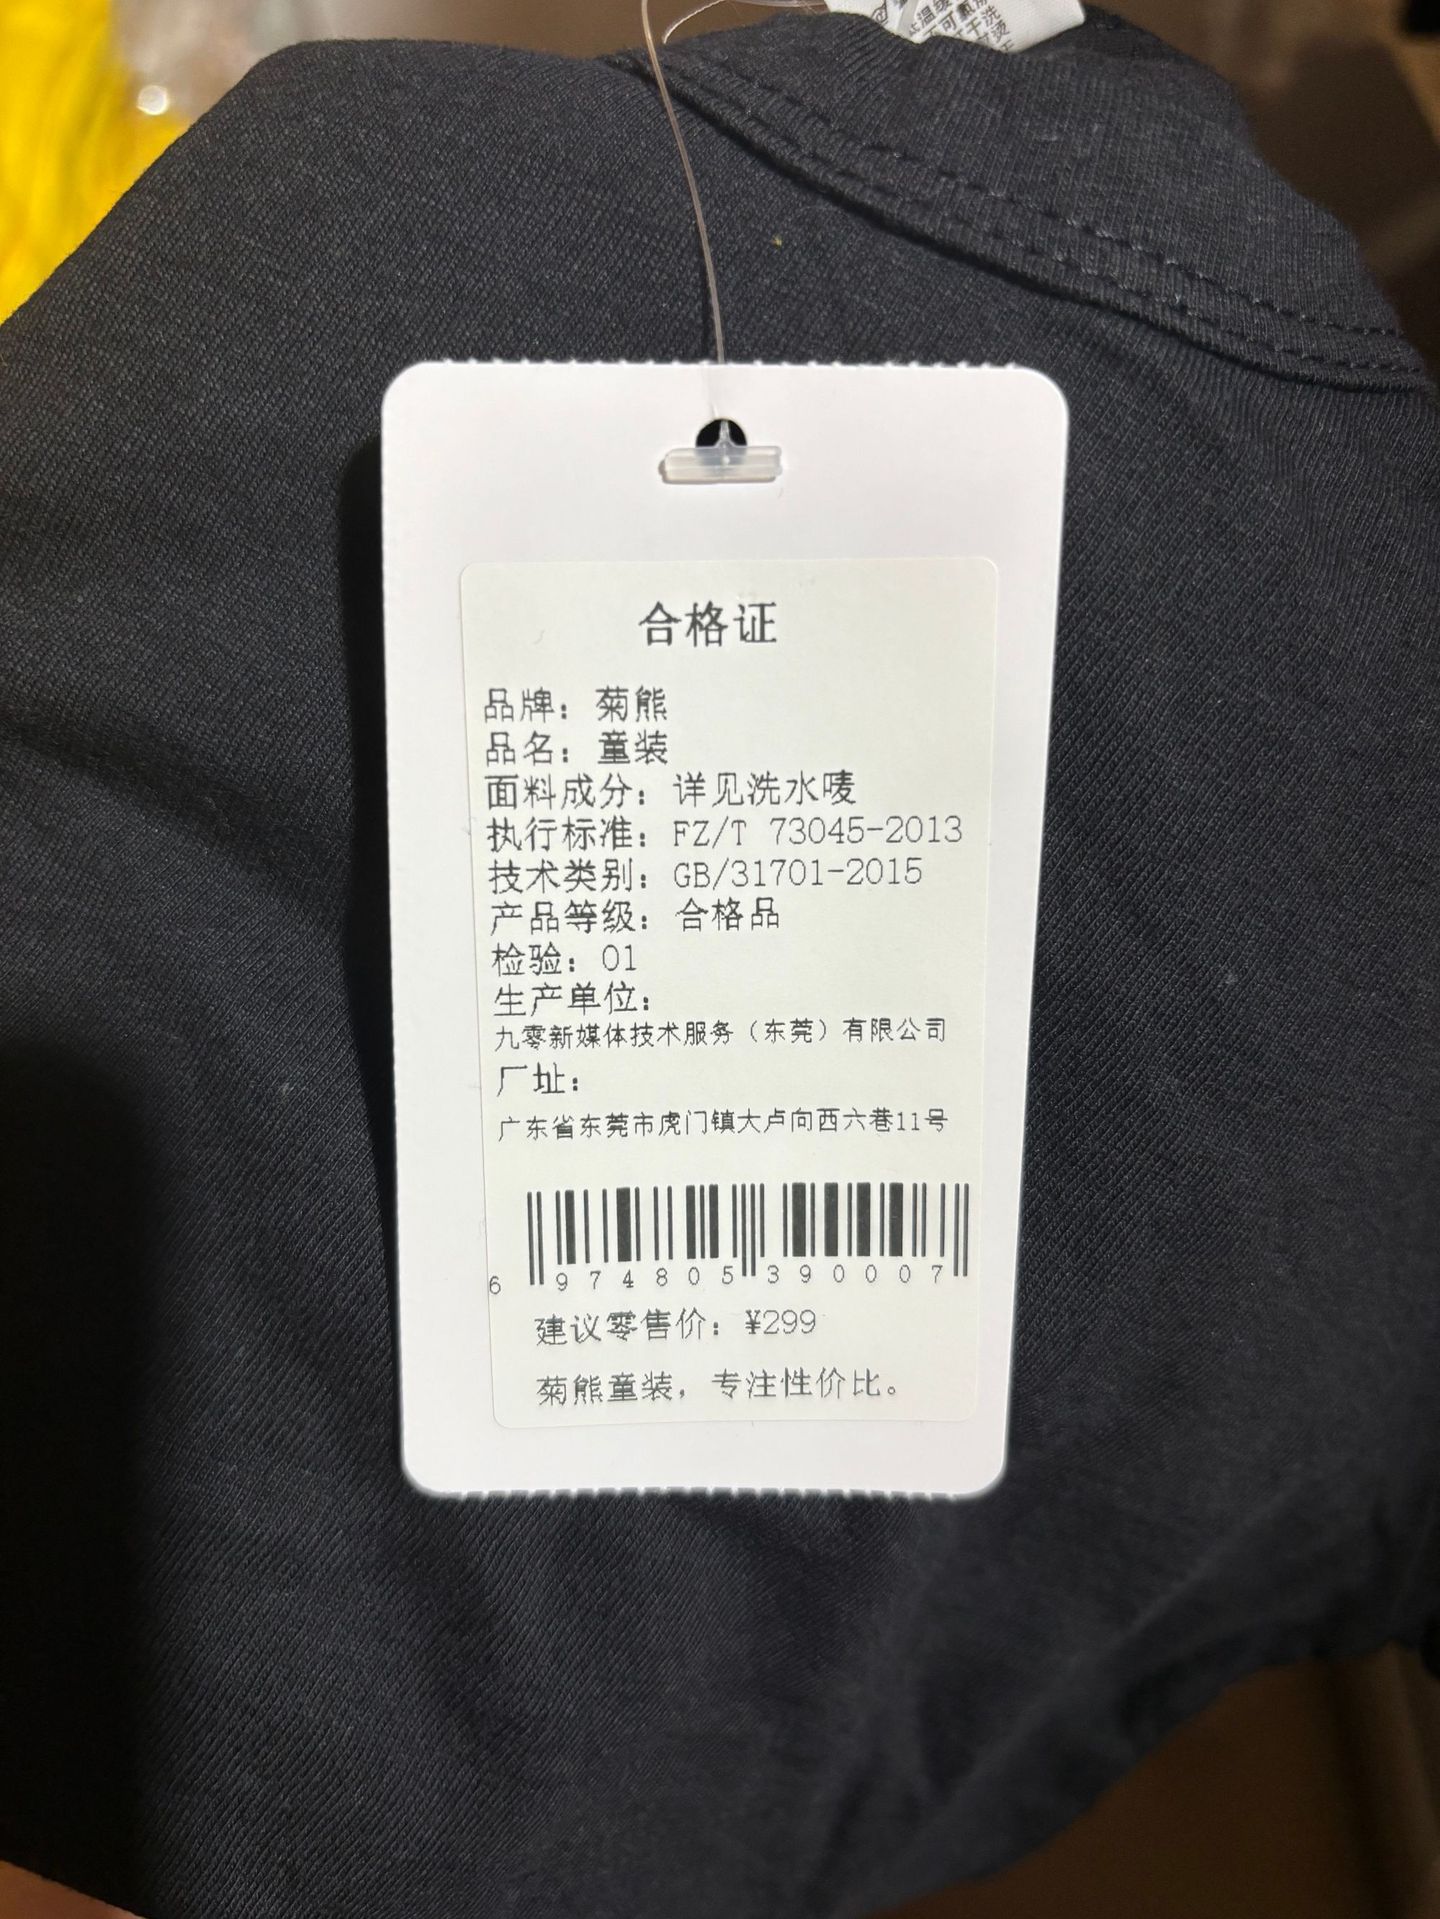 合格证
品牌：菊熊
品名：童装
面料成分：详见洗水唛
执行标准：FZ/T 73045-2013
技术类别：GB/31701-2015
产品等级：合格品
检验：01
生产单位：
九零新媒体技术服务（东莞）有限公司
厂址：
广东省东莞市虎门镇大卢向西六巷11号
6 974805 390007
建议零售价：¥299
菊熊童装，专注性价比。